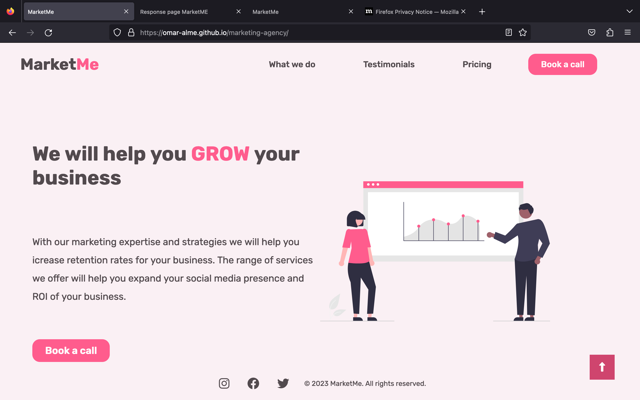 MarketMe
Response page MarketME
MarketMe
Firefox Privacy Notice — Mozilla
https://omar-alme.github.io/marketing-agency/
MarketMe
What we do
Testimonials
Pricing
Book a call
We will help you GROW your
business
With our marketing expertise and strategies we will help you
icrease retention rates for your business. The range of services
we offer will help you expand your social media presence and
ROI of your business.
Book a call
© 2023 MarketMe. All rights reserved.